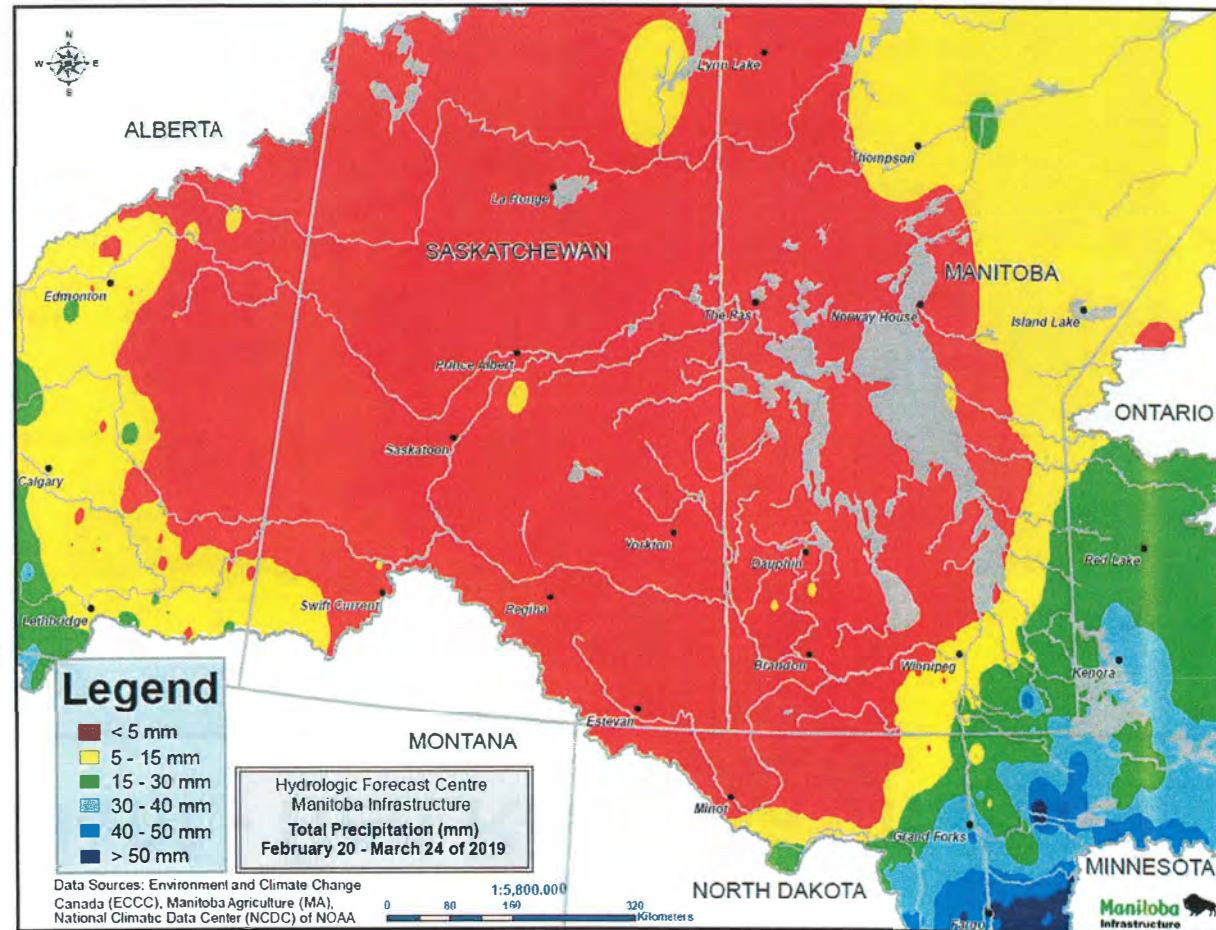 N
W E
S
Lynn Lake
ALBERTA
Thompson
La Ronge
SASKATCHEWAN
MANITOBA
Edmonton
The Pas
Norway House
Island Lake
Prince Albert
ONTARIO
Saskatoon
Calgary
Yorkton
Dauphin
Red Lake
Swift Current
Regina
Lethbridge
Brandon
Winnipeg
Kenora
Legend
< 5 mm
5 - 15 mm
15 - 30 mm
30 - 40 mm
40 - 50 mm
> 50 mm
Estevan
MONTANA
Hydrologic Forecast Centre
Manitoba Infrastructure
Total Precipitation (mm)
February 20 - March 24 of 2019
Minot
Grand Forks
NORTH DAKOTA
MINNESOTA
Data Sources: Environment and Climate Change
Canada (ECCC), Manitoba Agriculture (MA),
National Climatic Data Center (NCDC) of NOAA
1:5,800,000
0 80 160 320
Kilometers
Fargo
Manitoba
Infrastructure